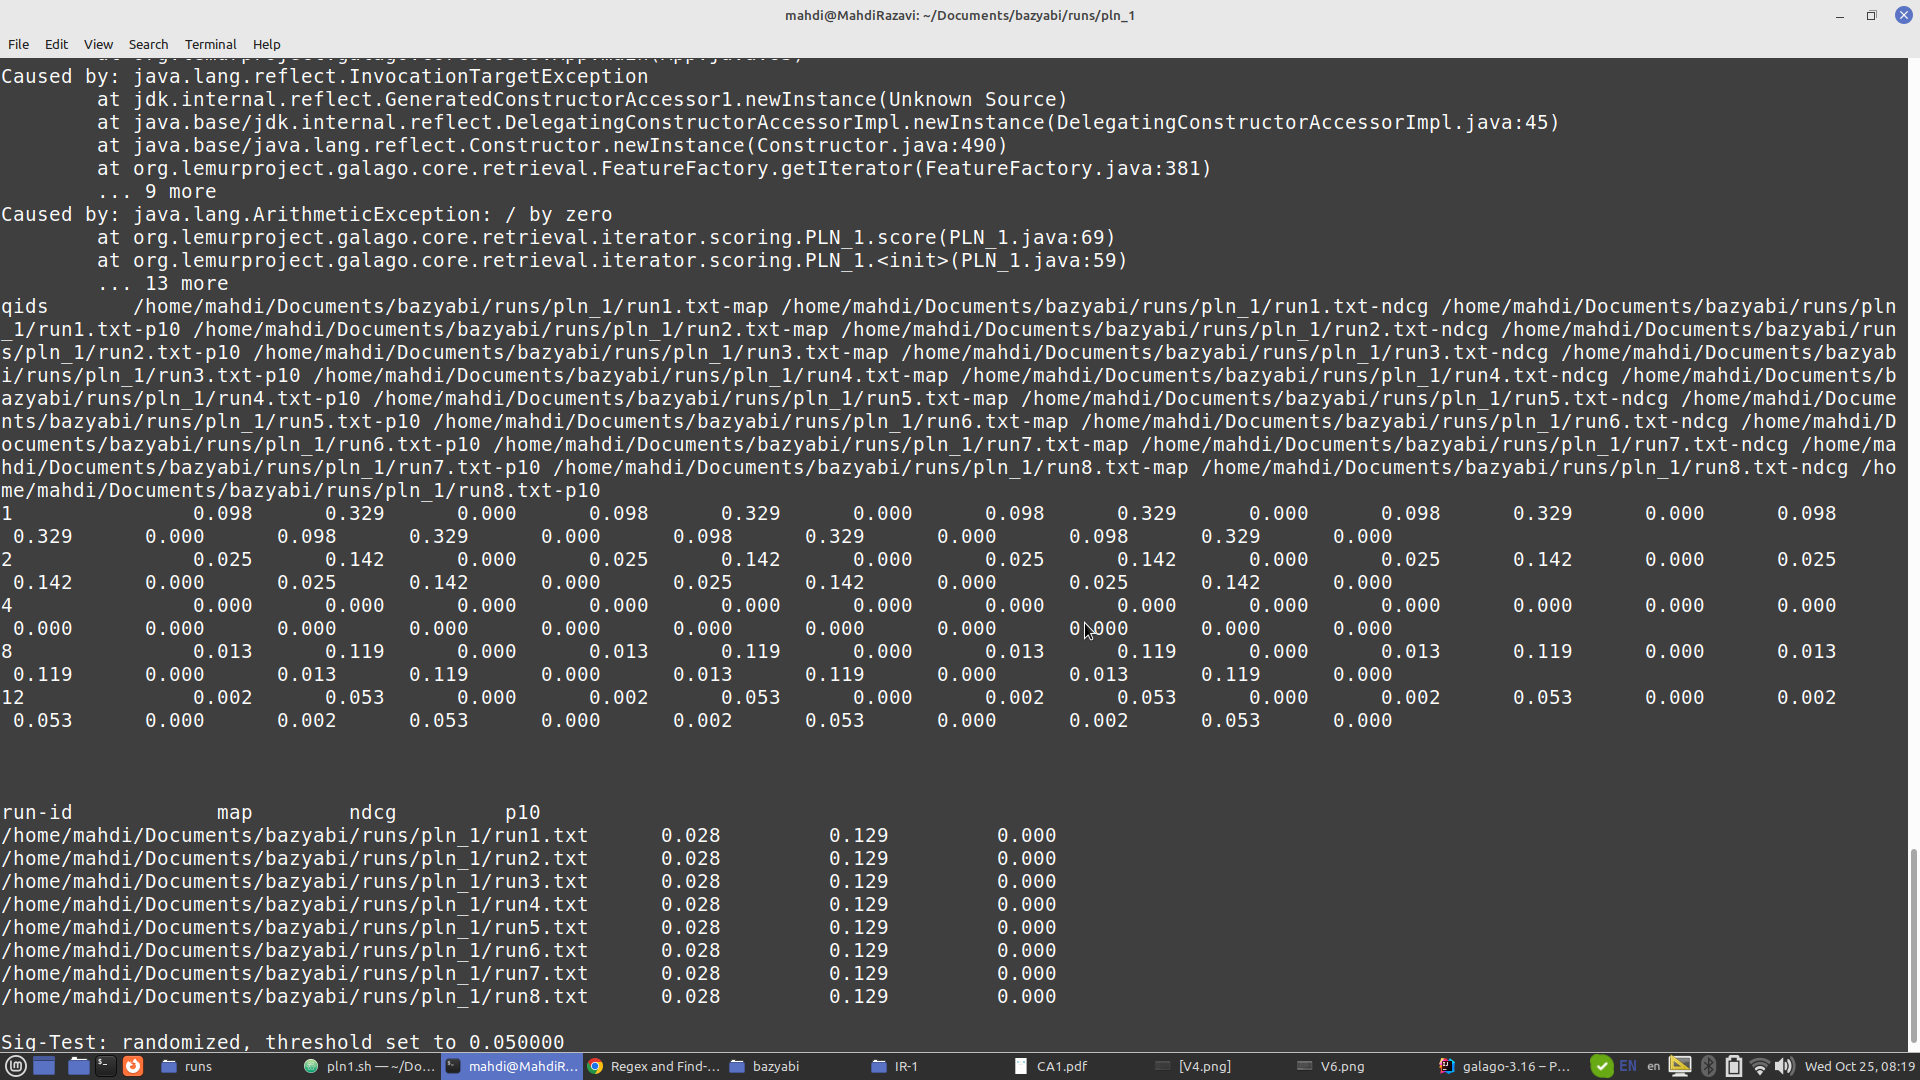 mahdi@MahdiRazavi: ~/Documents/bazyabi/runs/pln_1
File Edit View Search Terminal Help
Caused by: java.lang.reflect.InvocationTargetException
at jdk.internal.reflect.GeneratedConstructorAccessor1.newInstance(Unknown Source)
at java.base/jdk.internal.reflect.DelegatingConstructorAccessorImpl.newInstance(DelegatingConstructorAccessorImpl.java:45)
at java.base/java.lang.reflect.Constructor.newInstance(Constructor.java:490)
at org.lemurproject.galago.core.retrieval.FeatureFactory.getIterator(FeatureFactory.java:381)
... 9 more
Caused by: java.lang.ArithmeticException: / by zero
at org.lemurproject.galago.core.retrieval.iterator.scoring.PLN_1.score(PLN_1.java:69)
at org.lemurproject.galago.core.retrieval.iterator.scoring.PLN_1.<init>(PLN_1.java:59)
... 13 more
qids /home/mahdi/Documents/bazyabi/runs/pln_1/run1.txt-map /home/mahdi/Documents/bazyabi/runs/pln_1/run1.txt-ndcg /home/mahdi/Documents/bazyabi/runs/pln
_1/run1.txt-p10 /home/mahdi/Documents/bazyabi/runs/pln_1/run2.txt-map /home/mahdi/Documents/bazyabi/runs/pln_1/run2.txt-ndcg /home/mahdi/Documents/bazyabi/run
s/pln_1/run2.txt-p10 /home/mahdi/Documents/bazyabi/runs/pln_1/run3.txt-map /home/mahdi/Documents/bazyabi/runs/pln_1/run3.txt-ndcg /home/mahdi/Documents/bazyab
i/runs/pln_1/run3.txt-p10 /home/mahdi/Documents/bazyabi/runs/pln_1/run4.txt-map /home/mahdi/Documents/bazyabi/runs/pln_1/run4.txt-ndcg /home/mahdi/Documents/b
azyabi/runs/pln_1/run4.txt-p10 /home/mahdi/Documents/bazyabi/runs/pln_1/run5.txt-map /home/mahdi/Documents/bazyabi/runs/pln_1/run5.txt-ndcg /home/mahdi/Docume
nts/bazyabi/runs/pln_1/run5.txt-p10 /home/mahdi/Documents/bazyabi/runs/pln_1/run6.txt-map /home/mahdi/Documents/bazyabi/runs/pln_1/run6.txt-ndcg /home/mahdi/D
ocuments/bazyabi/runs/pln_1/run6.txt-p10 /home/mahdi/Documents/bazyabi/runs/pln_1/run7.txt-map /home/mahdi/Documents/bazyabi/runs/pln_1/run7.txt-ndcg /home/ma
hdi/Documents/bazyabi/runs/pln_1/run7.txt-p10 /home/mahdi/Documents/bazyabi/runs/pln_1/run8.txt-map /home/mahdi/Documents/bazyabi/runs/pln_1/run8.txt-ndcg /ho
me/mahdi/Documents/bazyabi/runs/pln_1/run8.txt-p10
1 0.098 0.329 0.000 0.098 0.329 0.000 0.098 0.329 0.000 0.098 0.329 0.000 0.098
0.329 0.000 0.098 0.329 0.000 0.098 0.329 0.000 0.098 0.329 0.000
2 0.025 0.142 0.000 0.025 0.142 0.000 0.025 0.142 0.000 0.025 0.142 0.000 0.025
0.142 0.000 0.025 0.142 0.000 0.025 0.142 0.000 0.025 0.142 0.000
4 0.000 0.000 0.000 0.000 0.000 0.000 0.000 0.000 0.000 0.000 0.000 0.000 0.000
0.000 0.000 0.000 0.000 0.000 0.000 0.000 0.000 0.000 0.000 0.000
8 0.013 0.119 0.000 0.013 0.119 0.000 0.013 0.119 0.000 0.013 0.119 0.000 0.013
0.119 0.000 0.013 0.119 0.000 0.013 0.119 0.000 0.013 0.119 0.000
12 0.002 0.053 0.000 0.002 0.053 0.000 0.002 0.053 0.000 0.002 0.053 0.000 0.002
0.053 0.000 0.002 0.053 0.000 0.002 0.053 0.000 0.002 0.053 0.000
run-id map ndcg p10
/home/mahdi/Documents/bazyabi/runs/pln_1/run1.txt 0.028 0.129 0.000
/home/mahdi/Documents/bazyabi/runs/pln_1/run2.txt 0.028 0.129 0.000
/home/mahdi/Documents/bazyabi/runs/pln_1/run3.txt 0.028 0.129 0.000
/home/mahdi/Documents/bazyabi/runs/pln_1/run4.txt 0.028 0.129 0.000
/home/mahdi/Documents/bazyabi/runs/pln_1/run5.txt 0.028 0.129 0.000
/home/mahdi/Documents/bazyabi/runs/pln_1/run6.txt 0.028 0.129 0.000
/home/mahdi/Documents/bazyabi/runs/pln_1/run7.txt 0.028 0.129 0.000
/home/mahdi/Documents/bazyabi/runs/pln_1/run8.txt 0.028 0.129 0.000
Sig-Test: randomized, threshold set to 0.050000
runs pln1.sh — ~/Do... mahdi@MahdiR... Regex and Find-... bazyabi IR-1 CA1.pdf [V4.png] V6.png galago-3.16 – P... EN en Wed Oct 25, 08:19